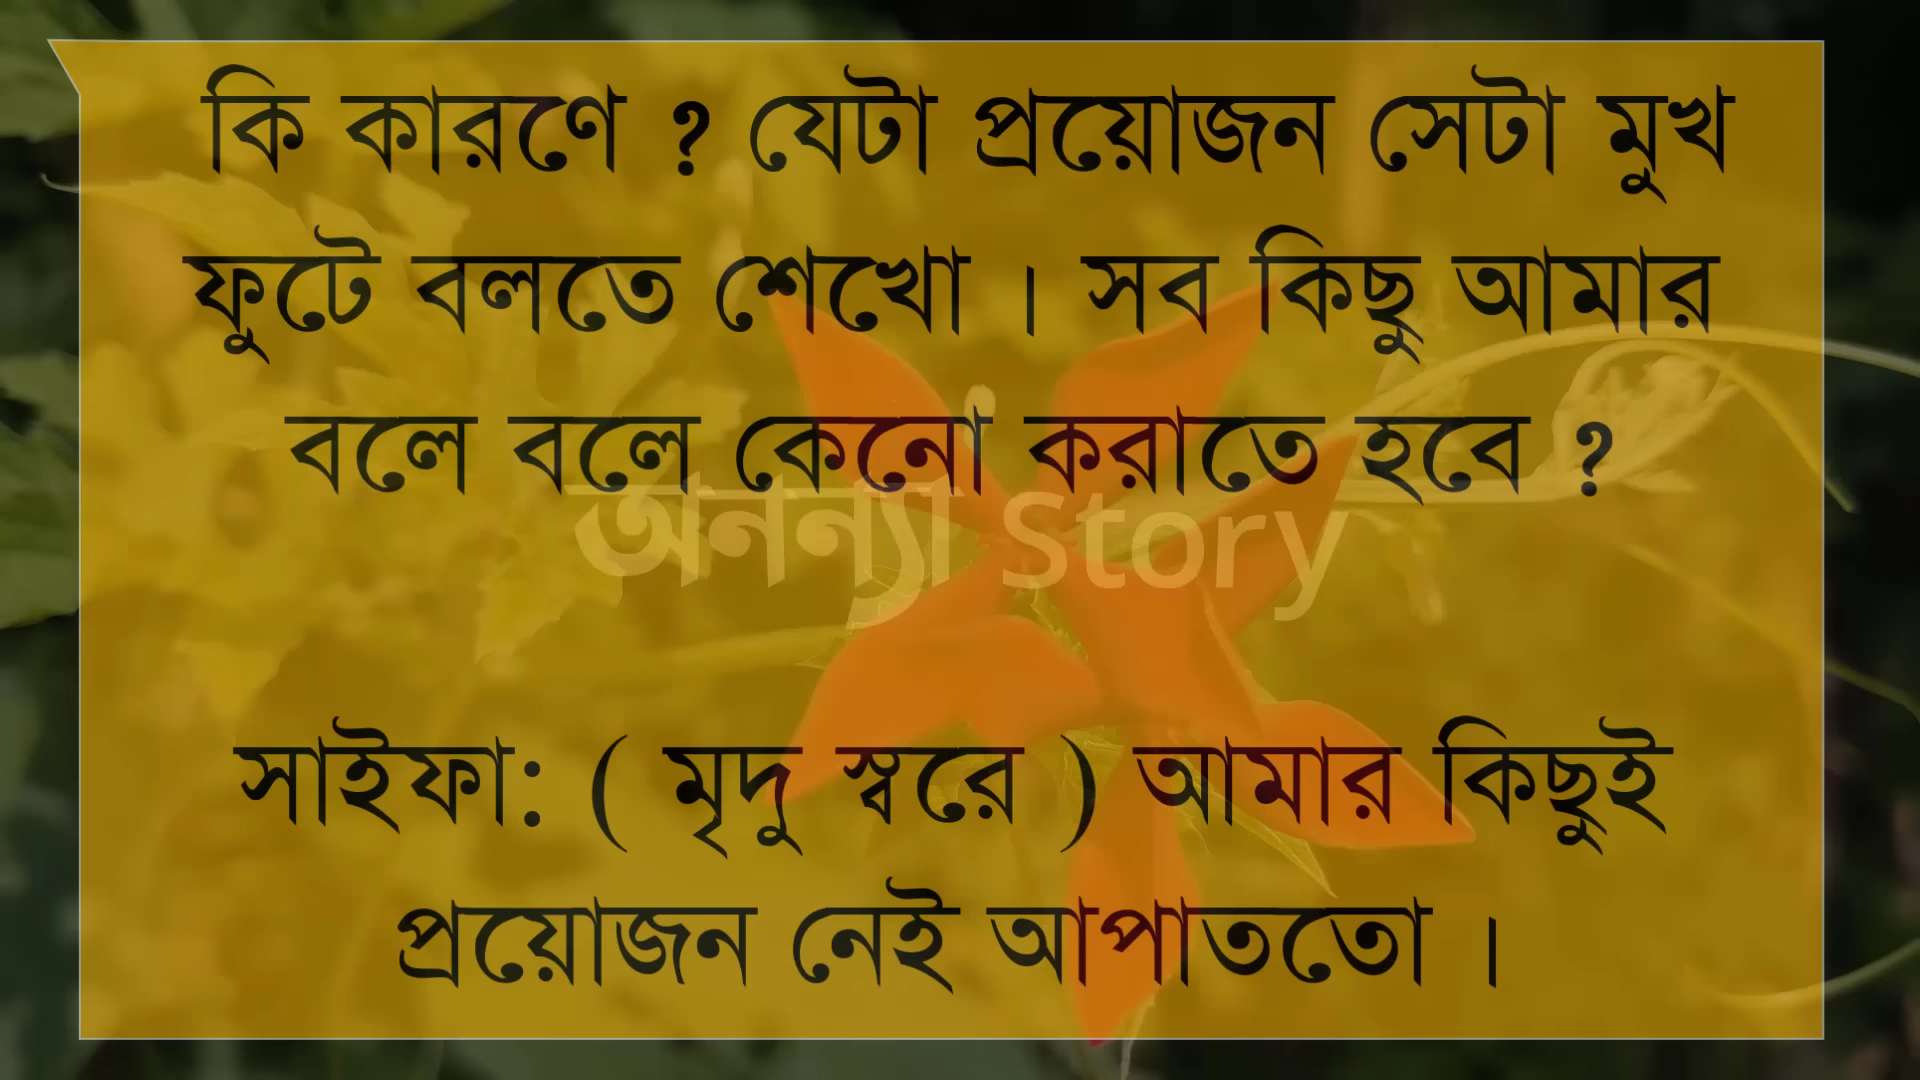 কি কারণে ? যেটা প্রয়োজন সেটা মুখ
ফুটে বলতে শেখো । সব কিছু আমার
বলে বলে কেনো করাতে হবে ?
অনন্যা Story
সাইফা: ( মৃদু স্বরে ) আমার কিছুই
প্রয়োজন নেই আপাততো ।